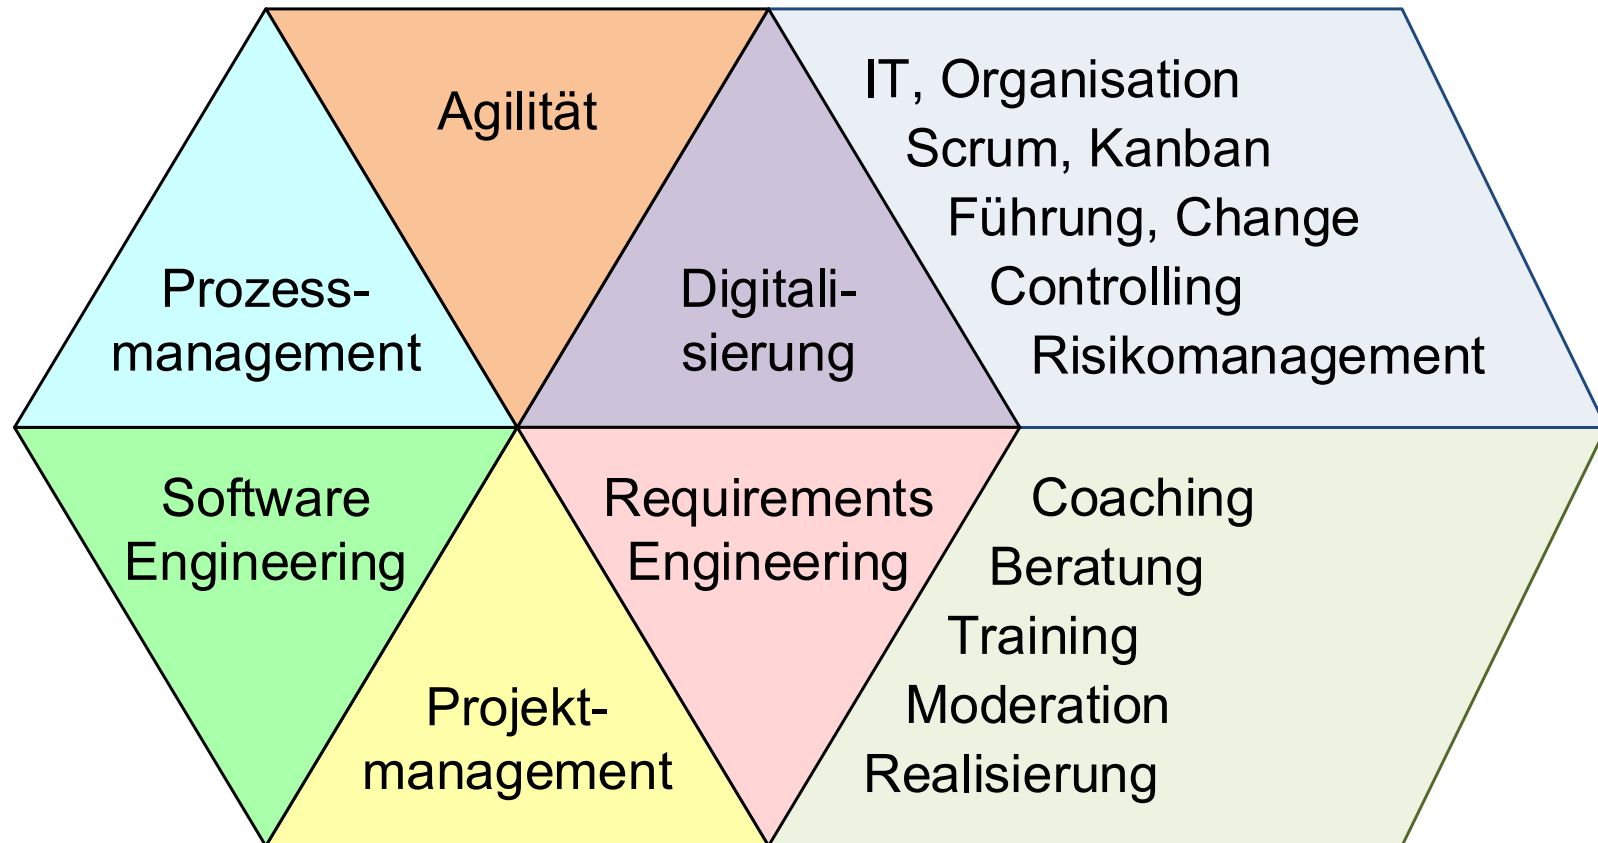 Agilität
Prozess-
management
Digitali-
sierung
IT, Organisation
Scrum, Kanban
Führung, Change
Controlling
Risikomanagement
Software
Engineering
Projekt-
management
Requirements
Engineering
Coaching
Beratung
Training
Moderation
Realisierung